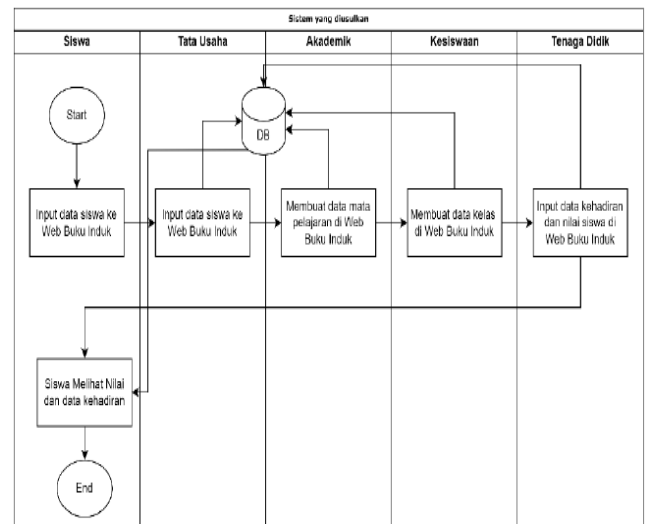 Sistem yang diusulkan
Siswa
Tata Usaha
Akademik
Kesiswaan
Tenaga Didik
Start
DB
Input data siswa ke
Web Buku Induk
Input data siswa ke
Web Buku Induk
Membuat data mata
pelajaran di Web
Buku Induk
Membuat data kelas
di Web Buku Induk
Input data kehadiran
dan nilai siswa di
Web Buku Induk
Siswa Melihat Nilai
dan data kehadiran
End